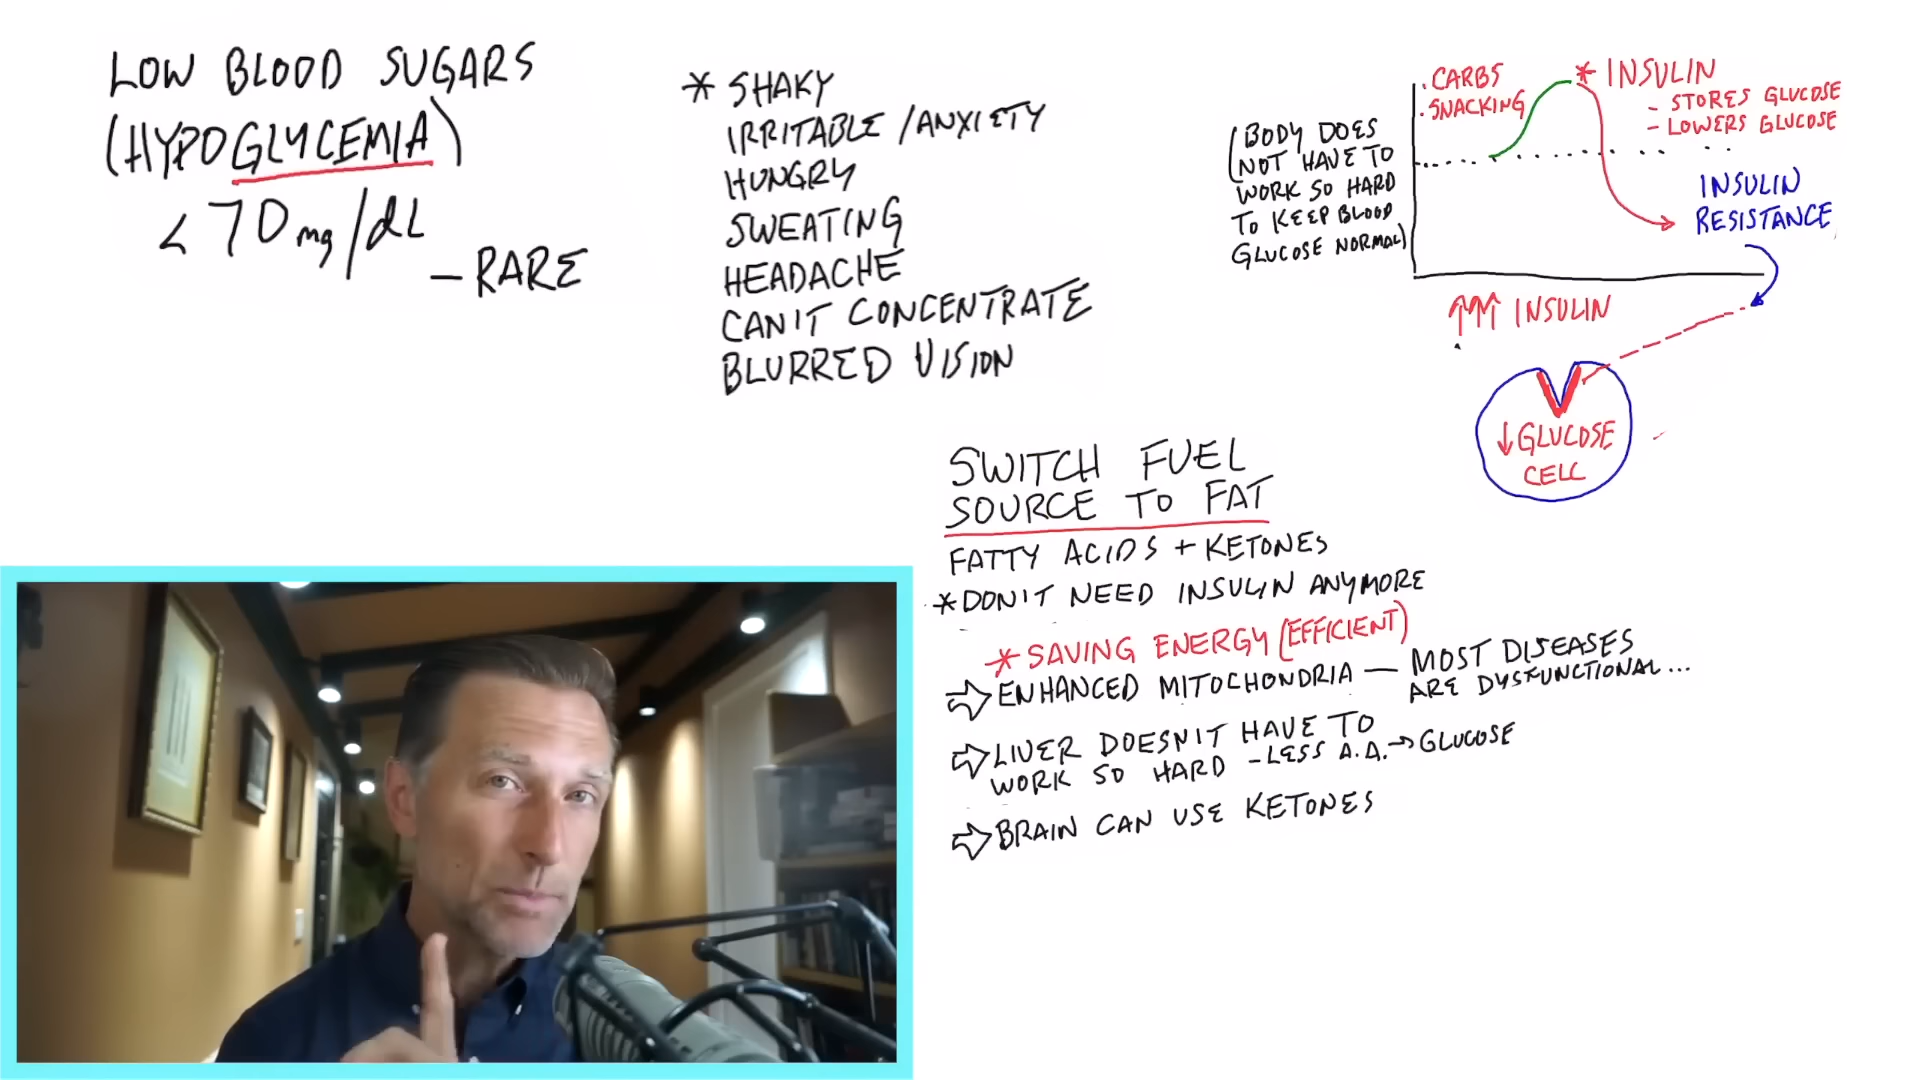 LOW BLOOD SUGARS
(HYPOGLYCEMIA)
< 70 mg/dL
– RARE
* SHAKY
IRRITABLE / ANXIETY
HUNGRY
SWEATING
HEADACHE
CAN'T CONCENTRATE
BLURRED VISION
(BODY DOES
NOT HAVE TO
WORK SO HARD
TO KEEP BLOOD
GLUCOSE NORMAL)
. CARBS
. SNACKING
* INSULIN
– STORES GLUCOSE
– LOWERS GLUCOSE
INSULIN
RESISTANCE
↑↑↑ INSULIN
↓ GLUCOSE
CELL
SWITCH FUEL
SOURCE TO FAT
FATTY ACIDS + KETONES
* DON'T NEED INSULIN ANYMORE
* SAVING ENERGY (EFFICIENT)
⇨ ENHANCED MITOCHONDRIA — MOST DISEASES
ARE DYSFUNCTIONAL...
⇨ LIVER DOESN'T HAVE TO
WORK SO HARD – LESS A.A. → GLUCOSE
⇨ BRAIN CAN USE KETONES